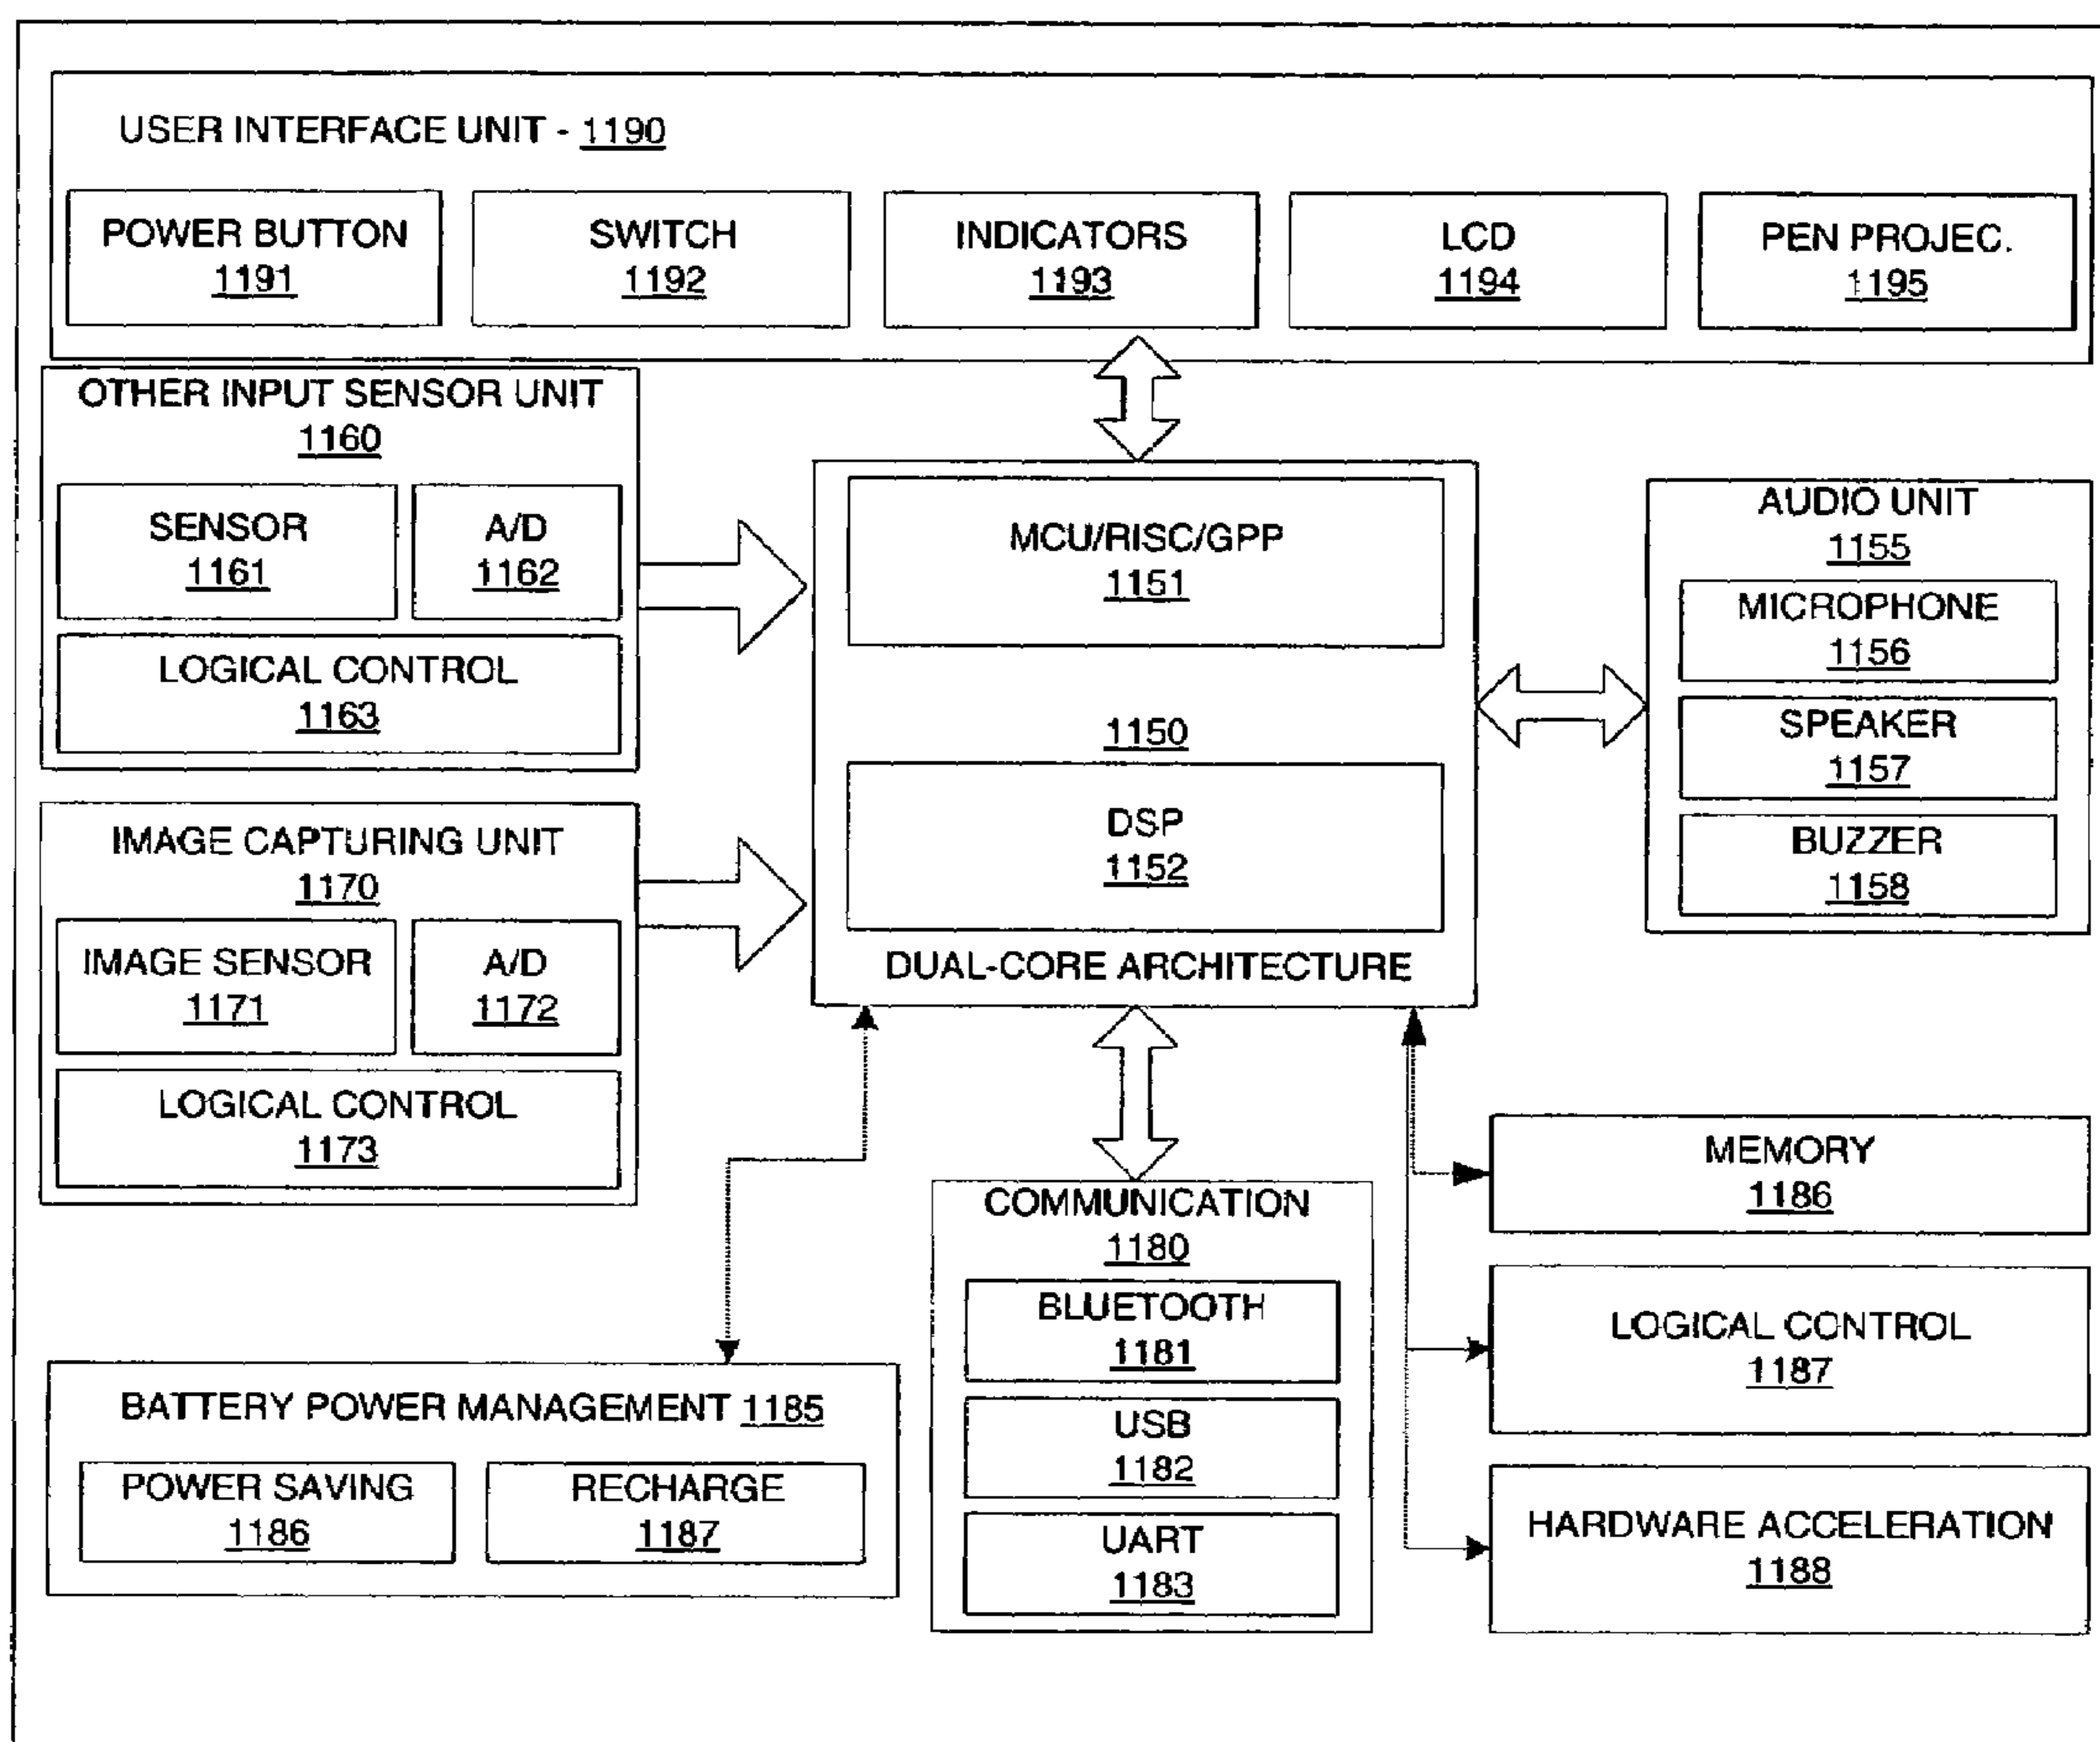 USER INTERFACE UNIT - 1190
POWER BUTTON
1191
SWITCH
1192
INDICATORS
1193
LCD
1194
PEN PROJEC.
1195
OTHER INPUT SENSOR UNIT
1160
SENSOR
1161
A/D
1162
LOGICAL CONTROL
1163
IMAGE CAPTURING UNIT
1170
IMAGE SENSOR
1171
A/D
1172
LOGICAL CONTROL
1173
MCU/RISC/GPP
1151
1150
DSP
1152
DUAL-CORE ARCHITECTURE
AUDIO UNIT
1155
MICROPHONE
1156
SPEAKER
1157
BUZZER
1158
BATTERY POWER MANAGEMENT 1185
POWER SAVING
1186
RECHARGE
1187
COMMUNICATION
1180
BLUETOOTH
1181
USB
1182
UART
1183
MEMORY
1186
LOGICAL CONTROL
1187
HARDWARE ACCELERATION
1188